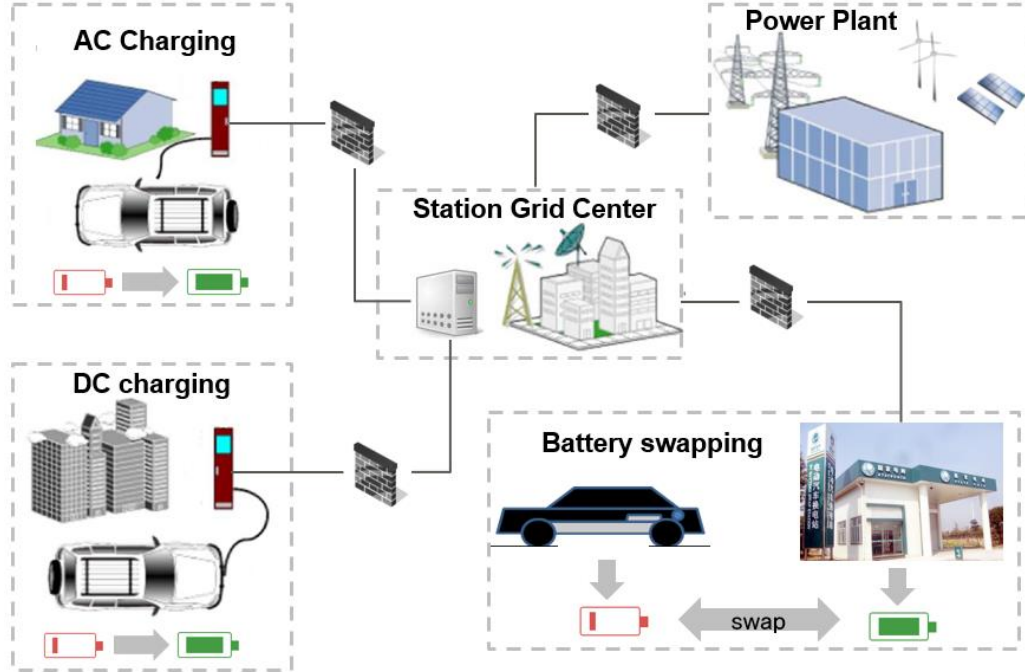 AC Charging
Power Plant
Station Grid Center
DC charging
Battery swapping
swap